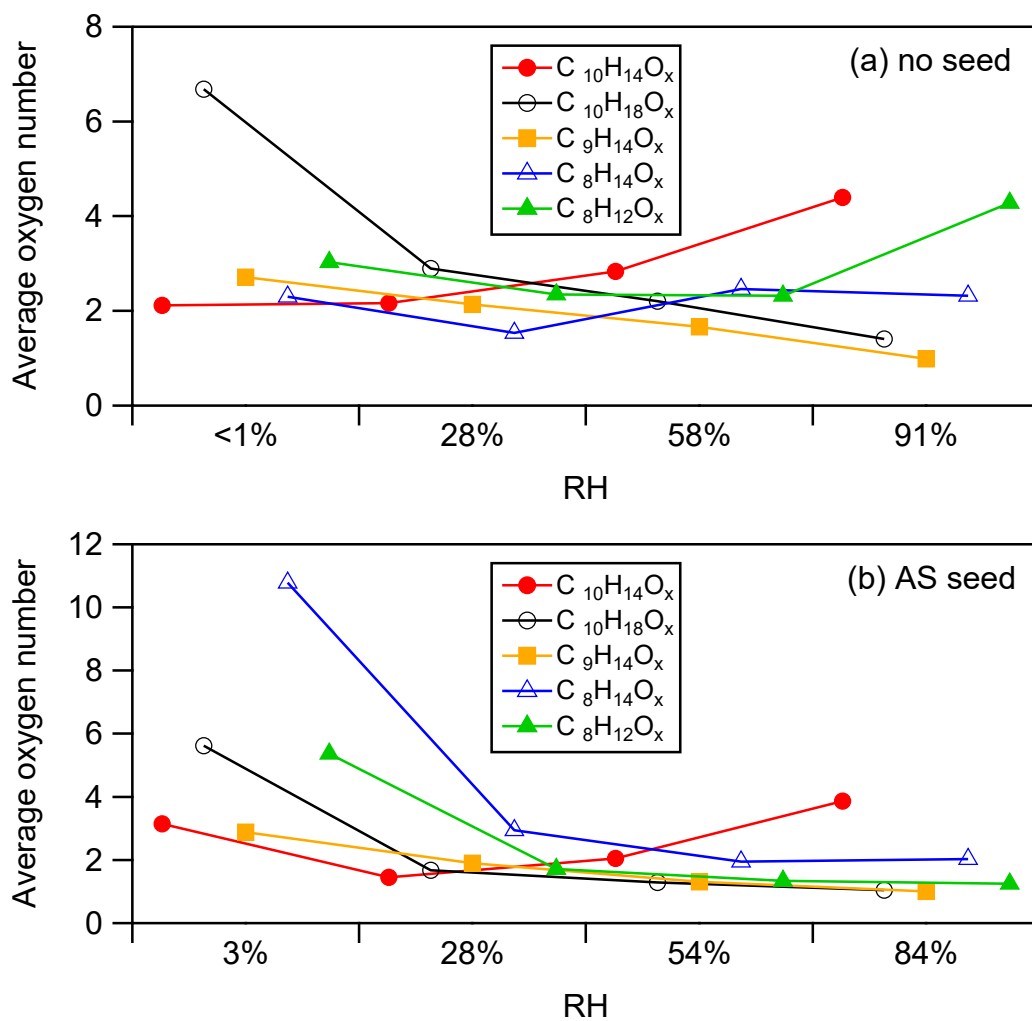 Average oxygen number
8
6
4
2
0
(a) no seed
C 10H14Ox
C 10H18Ox
C 9H14Ox
C 8H14Ox
C 8H12Ox
<1% 28% 58% 91%
RH
Average oxygen number
12
10
8
6
4
2
0
(b) AS seed
C 10H14Ox
C 10H18Ox
C 9H14Ox
C 8H14Ox
C 8H12Ox
3% 28% 54% 84%
RH